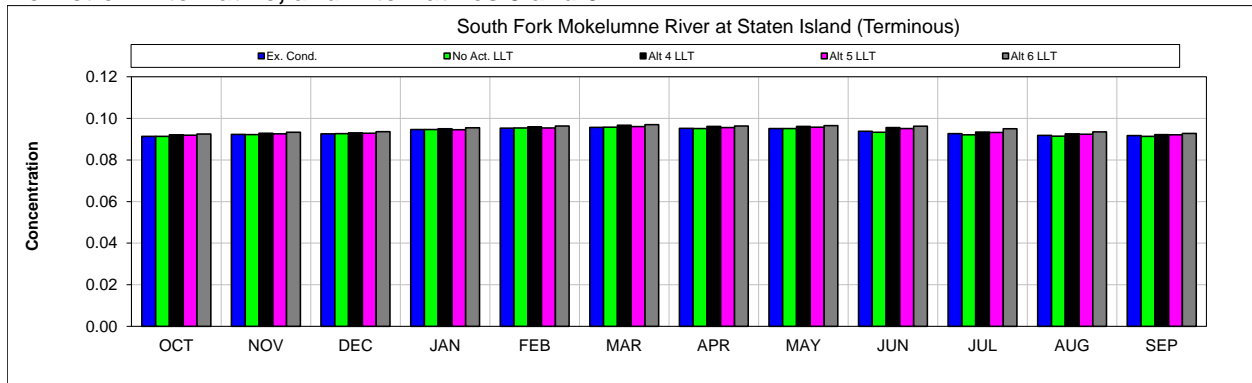 South Fork Mokelumne River at Staten Island (Terminous)
Ex. Cond. No Act. LLT Alt 4 LLT Alt 5 LLT Alt 6 LLT
Concentration
0.12
0.10
0.08
0.06
0.04
0.02
0.00
OCT NOV DEC JAN FEB MAR APR MAY JUN JUL AUG SEP